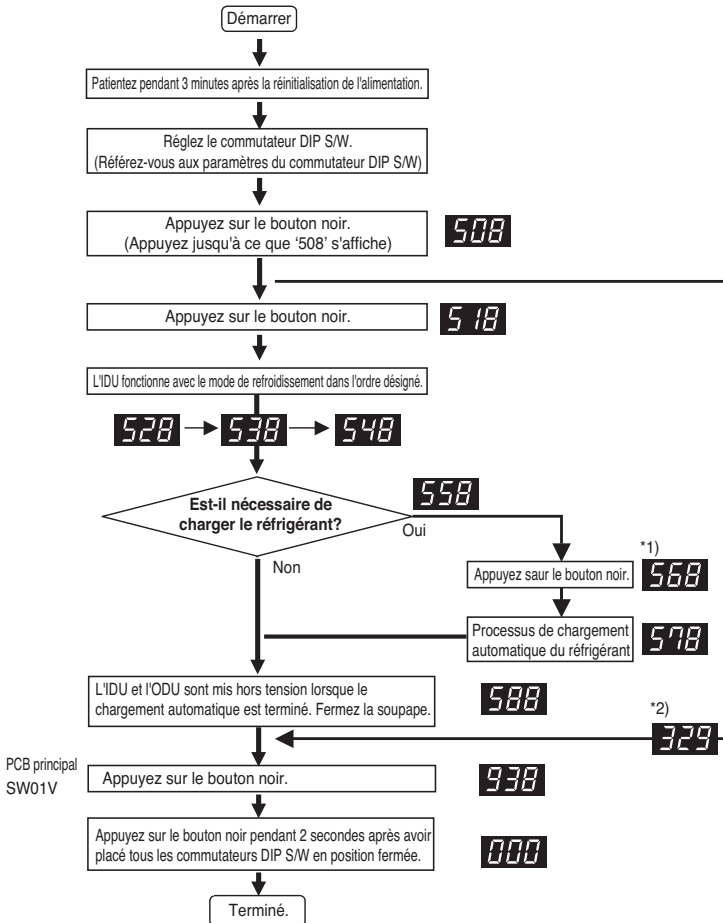 Démarrer
Patientez pendant 3 minutes après la réinitialisation de l'alimentation.
Réglez le commutateur DIP S/W.
(Référez-vous aux paramètres du commutateur DIP S/W)
Appuyez sur le bouton noir.
(Appuyez jusqu'à ce que ‘508’ s'affiche)
508
Appuyez sur le bouton noir.
518
L'IDU fonctionne avec le mode de refroidissement dans l'ordre désigné.
528
538
548
558
Est-il nécessaire de
charger le réfrigérant?
Oui
Non
*1)
Appuyez saur le bouton noir.
568
Processus de chargement
automatique du réfrigérant
578
L'IDU et l'ODU sont mis hors tension lorsque le
chargement automatique est terminé. Fermez la soupape.
588
*2)
329
PCB principal
SW01V
Appuyez sur le bouton noir.
938
Appuyez sur le bouton noir pendant 2 secondes après avoir
placé tous les commutateurs DIP S/W en position fermée.
000
Terminé.